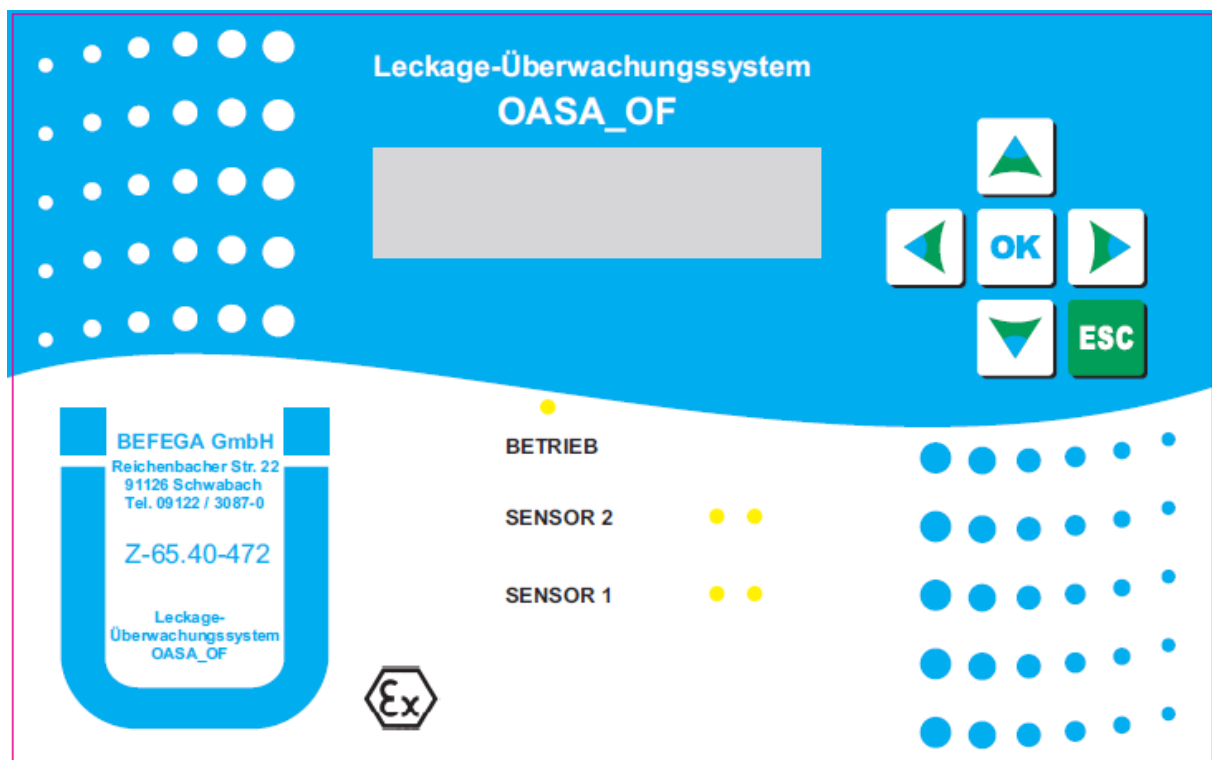 Leckage-Überwachungssystem
OASA_OF
OK
ESC
BEFEGA GmbH
Reichenbacher Str. 22
91126 Schwabach
Tel. 09122 / 3087-0
Z-65.40-472
Leckage-
Überwachungssystem
OASA_OF
BETRIEB
SENSOR 2
SENSOR 1
Ex